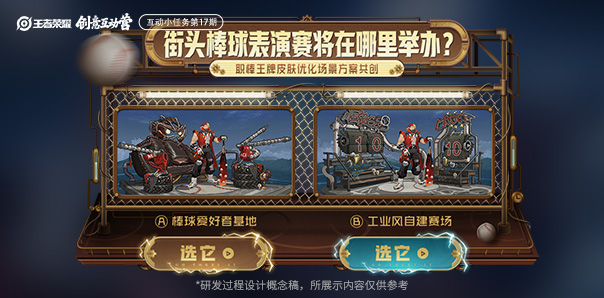 王者荣耀 创意互动营 互动小任务第17期
街头棒球表演赛将在哪里举办？
职棒王牌皮肤优化场景方案共创
10 10
A 棒球爱好者基地 B 工业风自建赛场
选它 选它
*研发过程设计概念稿，所展示内容仅供参考